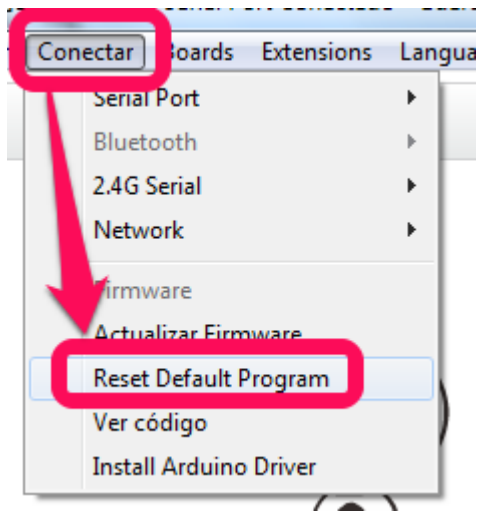 Conectar Boards Extensions Langua
Serial Port
Bluetooth
2.4G Serial
Network
Firmware
Actualizar Firmware
Reset Default Program
Ver código
Install Arduino Driver